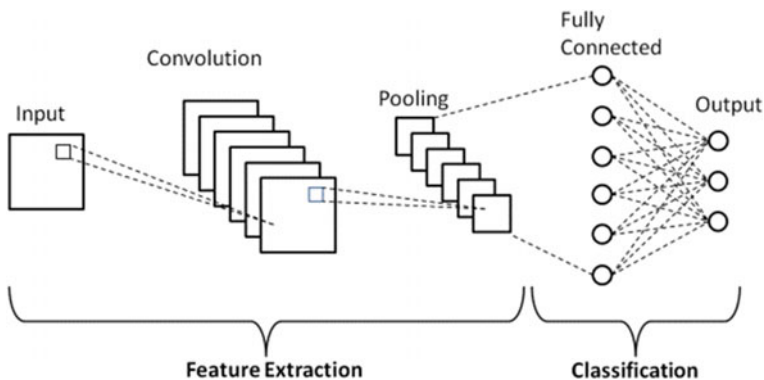 Input
Convolution
Pooling
Fully
Connected
Output
Feature Extraction
Classification